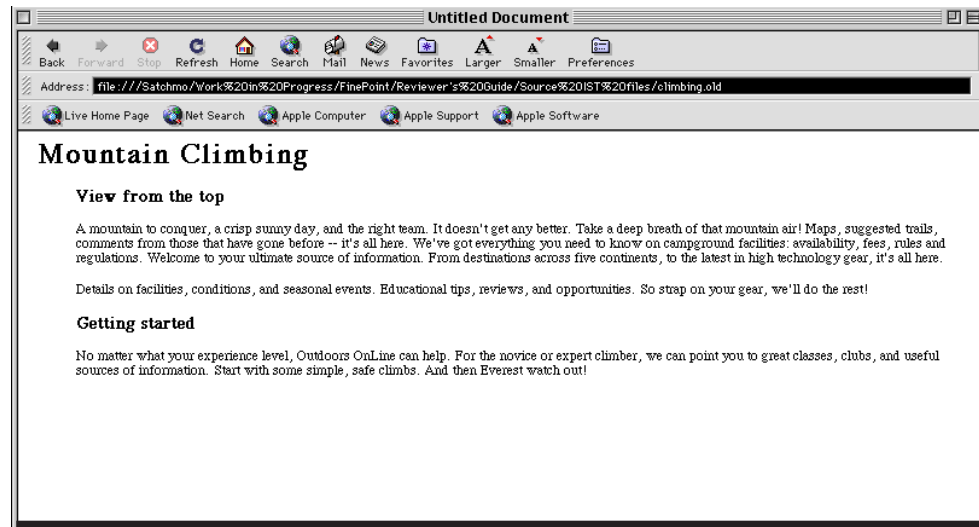 Untitled Document
Back Forward Stop Refresh Home Search Mail News Favorites Larger Smaller Preferences
Address: file:///Satchmo/Work%20in%20Progress/FinePoint/Reviewer's%20Guide/Source%20IST%20files/climbing.old
Live Home Page Net Search Apple Computer Apple Support Apple Software
Mountain Climbing
View from the top
A mountain to conquer, a crisp sunny day, and the right team. It doesn't get any better. Take a deep breath of that mountain air! Maps, suggested trails,
comments from those that have gone before -- it's all here. We've got everything you need to know on campground facilities: availability, fees, rules and
regulations. Welcome to your ultimate source of information. From destinations across five continents, to the latest in high technology gear, it's all here.
Details on facilities, conditions, and seasonal events. Educational tips, reviews, and opportunities. So strap on your gear, we'll do the rest!
Getting started
No matter what your experience level, Outdoors OnLine can help. For the novice or expert climber, we can point you to great classes, clubs, and useful
sources of information. Start with some simple, safe climbs. And then Everest watch out!